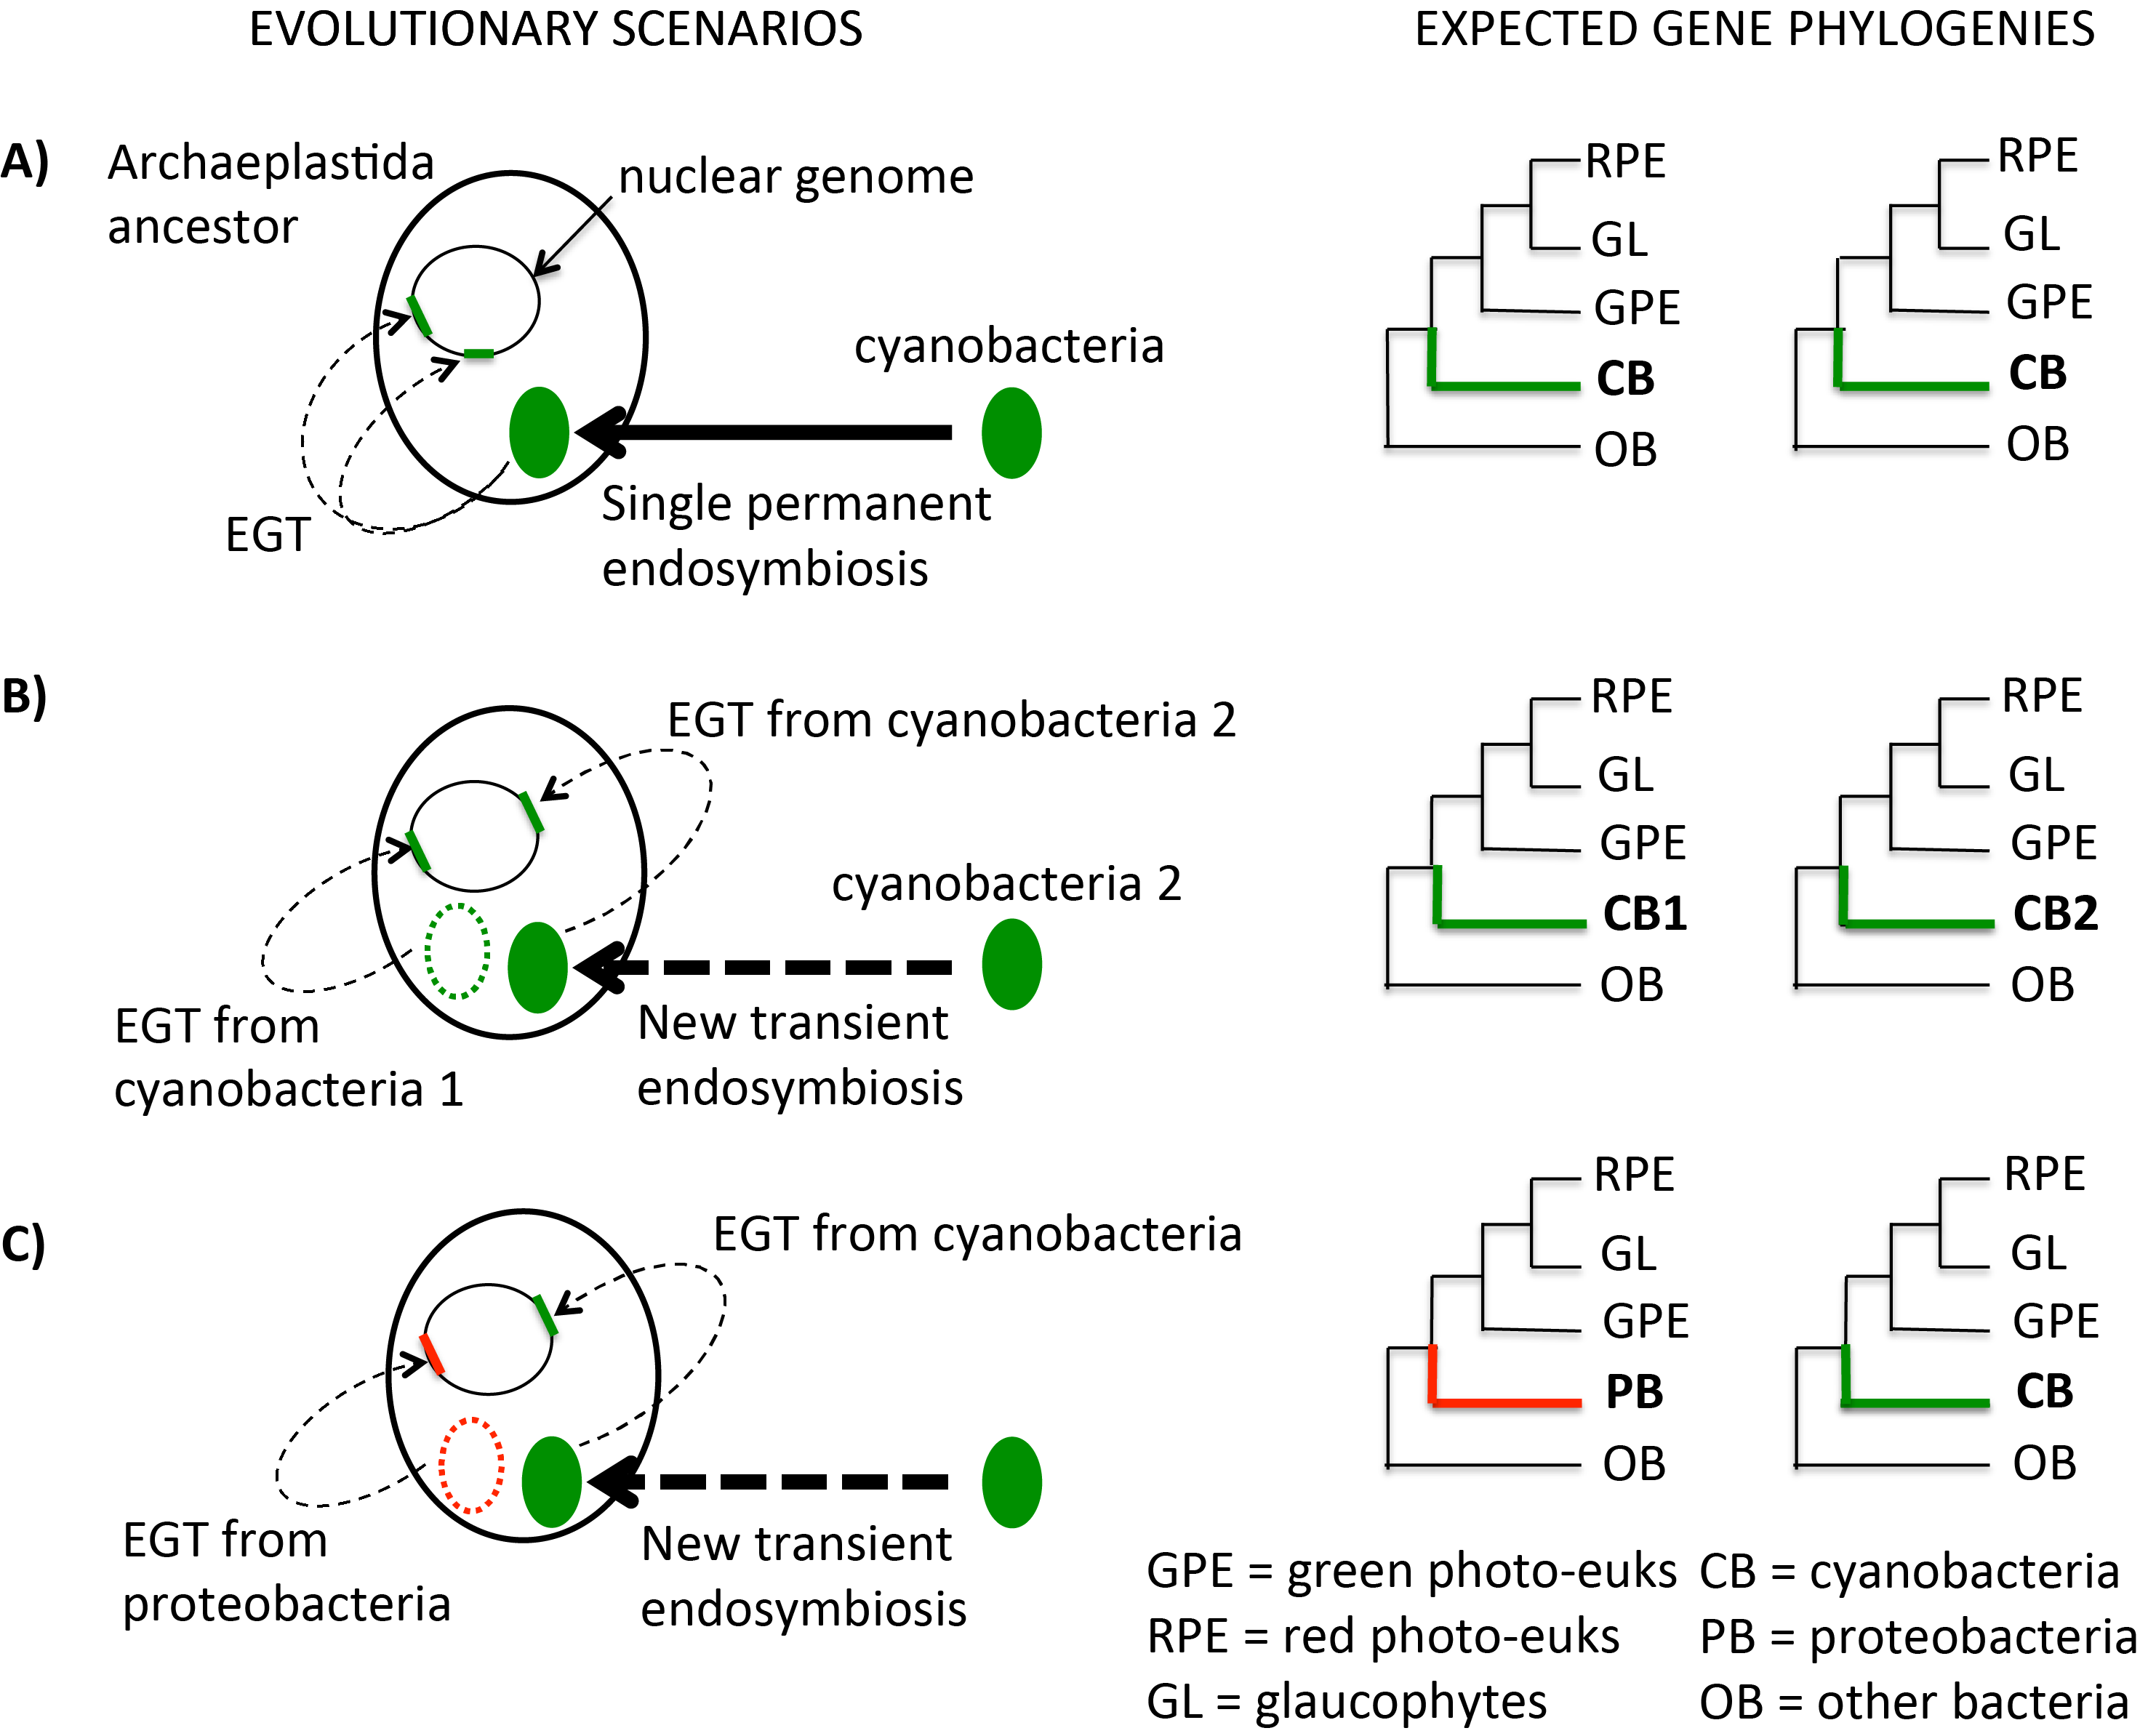 EVOLUTIONARY SCENARIOS
EXPECTED GENE PHYLOGENIES
A)
Archaeplastida
ancestor
nuclear genome
cyanobacteria
EGT
Single permanent
endosymbiosis
RPE
GL
GPE
CB
OB
RPE
GL
GPE
CB
OB
B)
EGT from cyanobacteria 2
cyanobacteria 2
EGT from
cyanobacteria 1
New transient
endosymbiosis
RPE
GL
GPE
CB1
OB
RPE
GL
GPE
CB2
OB
C)
EGT from cyanobacteria
EGT from
proteobacteria
New transient
endosymbiosis
RPE
GL
GPE
PB
OB
RPE
GL
GPE
CB
OB
GPE = green photo-euks
RPE = red photo-euks
GL = glaucophytes
CB = cyanobacteria
PB = proteobacteria
OB = other bacteria